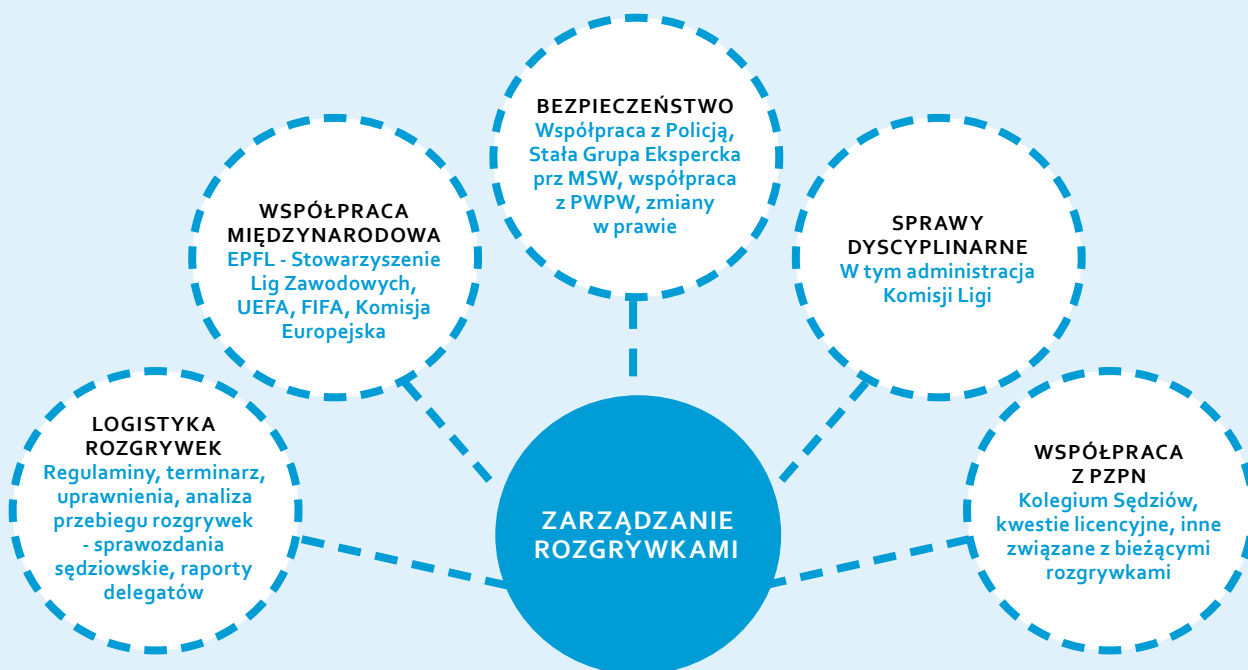 BEZPIECZEŃSTWO
Współpraca z Policją,
Stała Grupa Ekspercka
prz MSW, współpraca
z PWPW, zmiany
w prawie
WSPÓŁPRACA
MIĘDZYNARODOWA
EPFL - Stowarzyszenie
Lig Zawodowych,
UEFA, FIFA, Komisja
Europejska
SPRAWY
DYSCYPLINARNE
W tym administracja
Komisji Ligi
LOGISTYKA
ROZGRYWEK
Regulaminy, terminarz,
uprawnienia, analiza
przebiegu rozgrywek
- sprawozdania
sędziowskie, raporty
delegatów
WSPÓŁPRACA
Z PZPN
Kolegium Sędziów,
kwestie licencyjne, inne
związane z bieżącymi
rozgrywkami
ZARZĄDZANIE
ROZGRYWKAMI